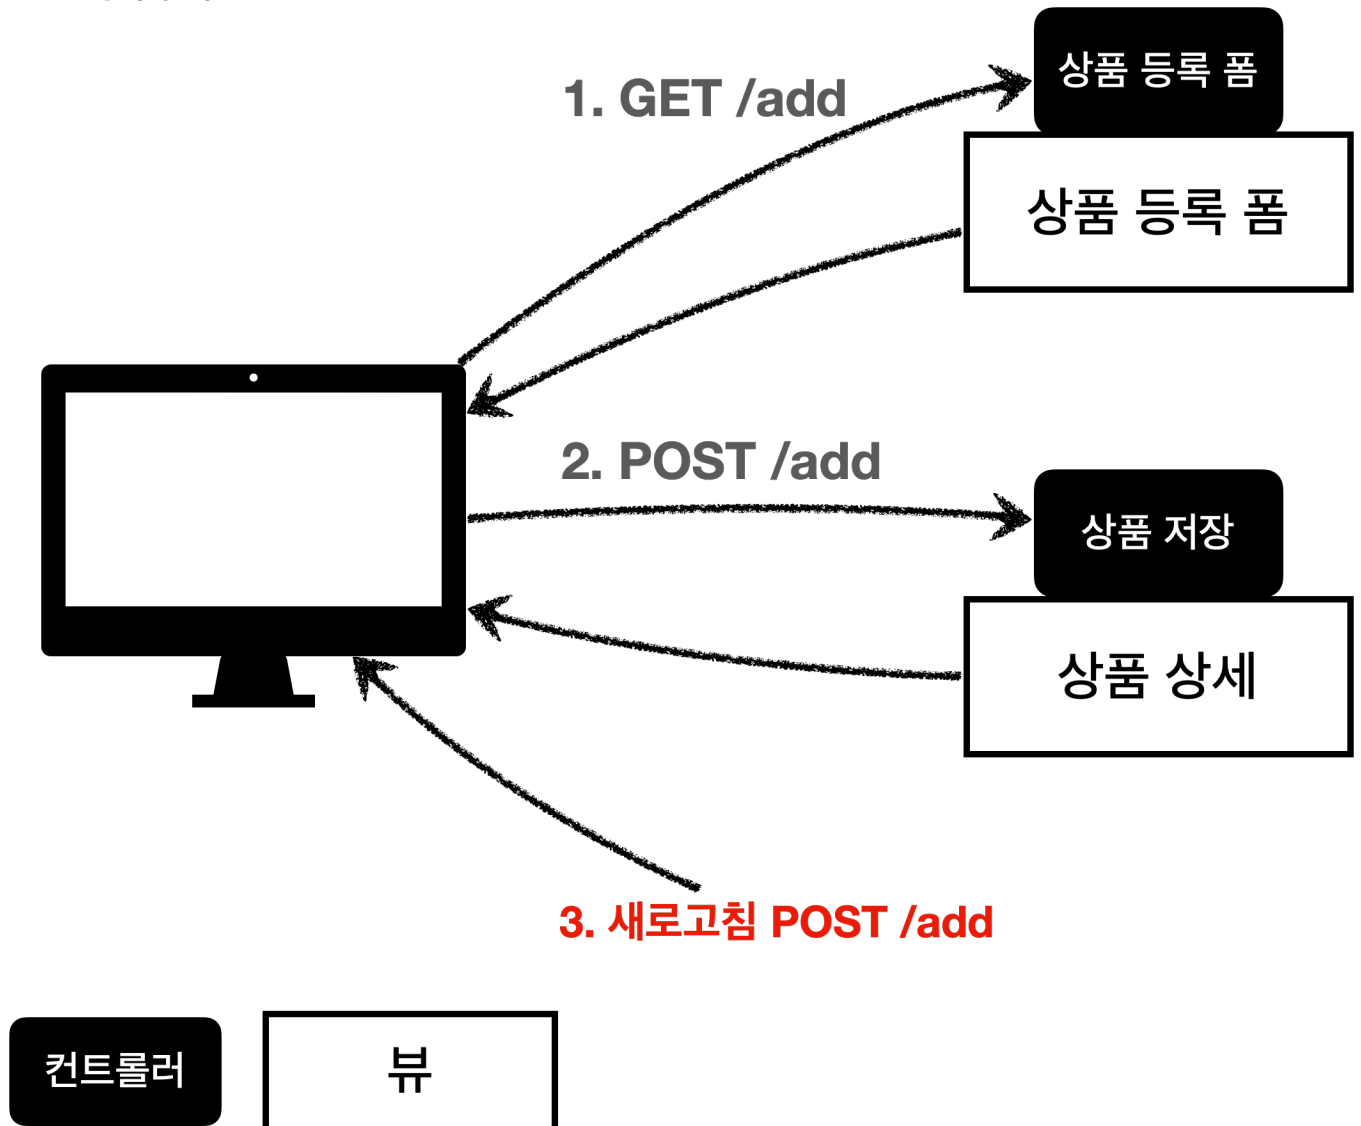 1. GET /add
상품 등록 폼
상품 등록 폼
2. POST /add
상품 저장
상품 상세
3. 새로고침 POST /add
컨트롤러
뷰